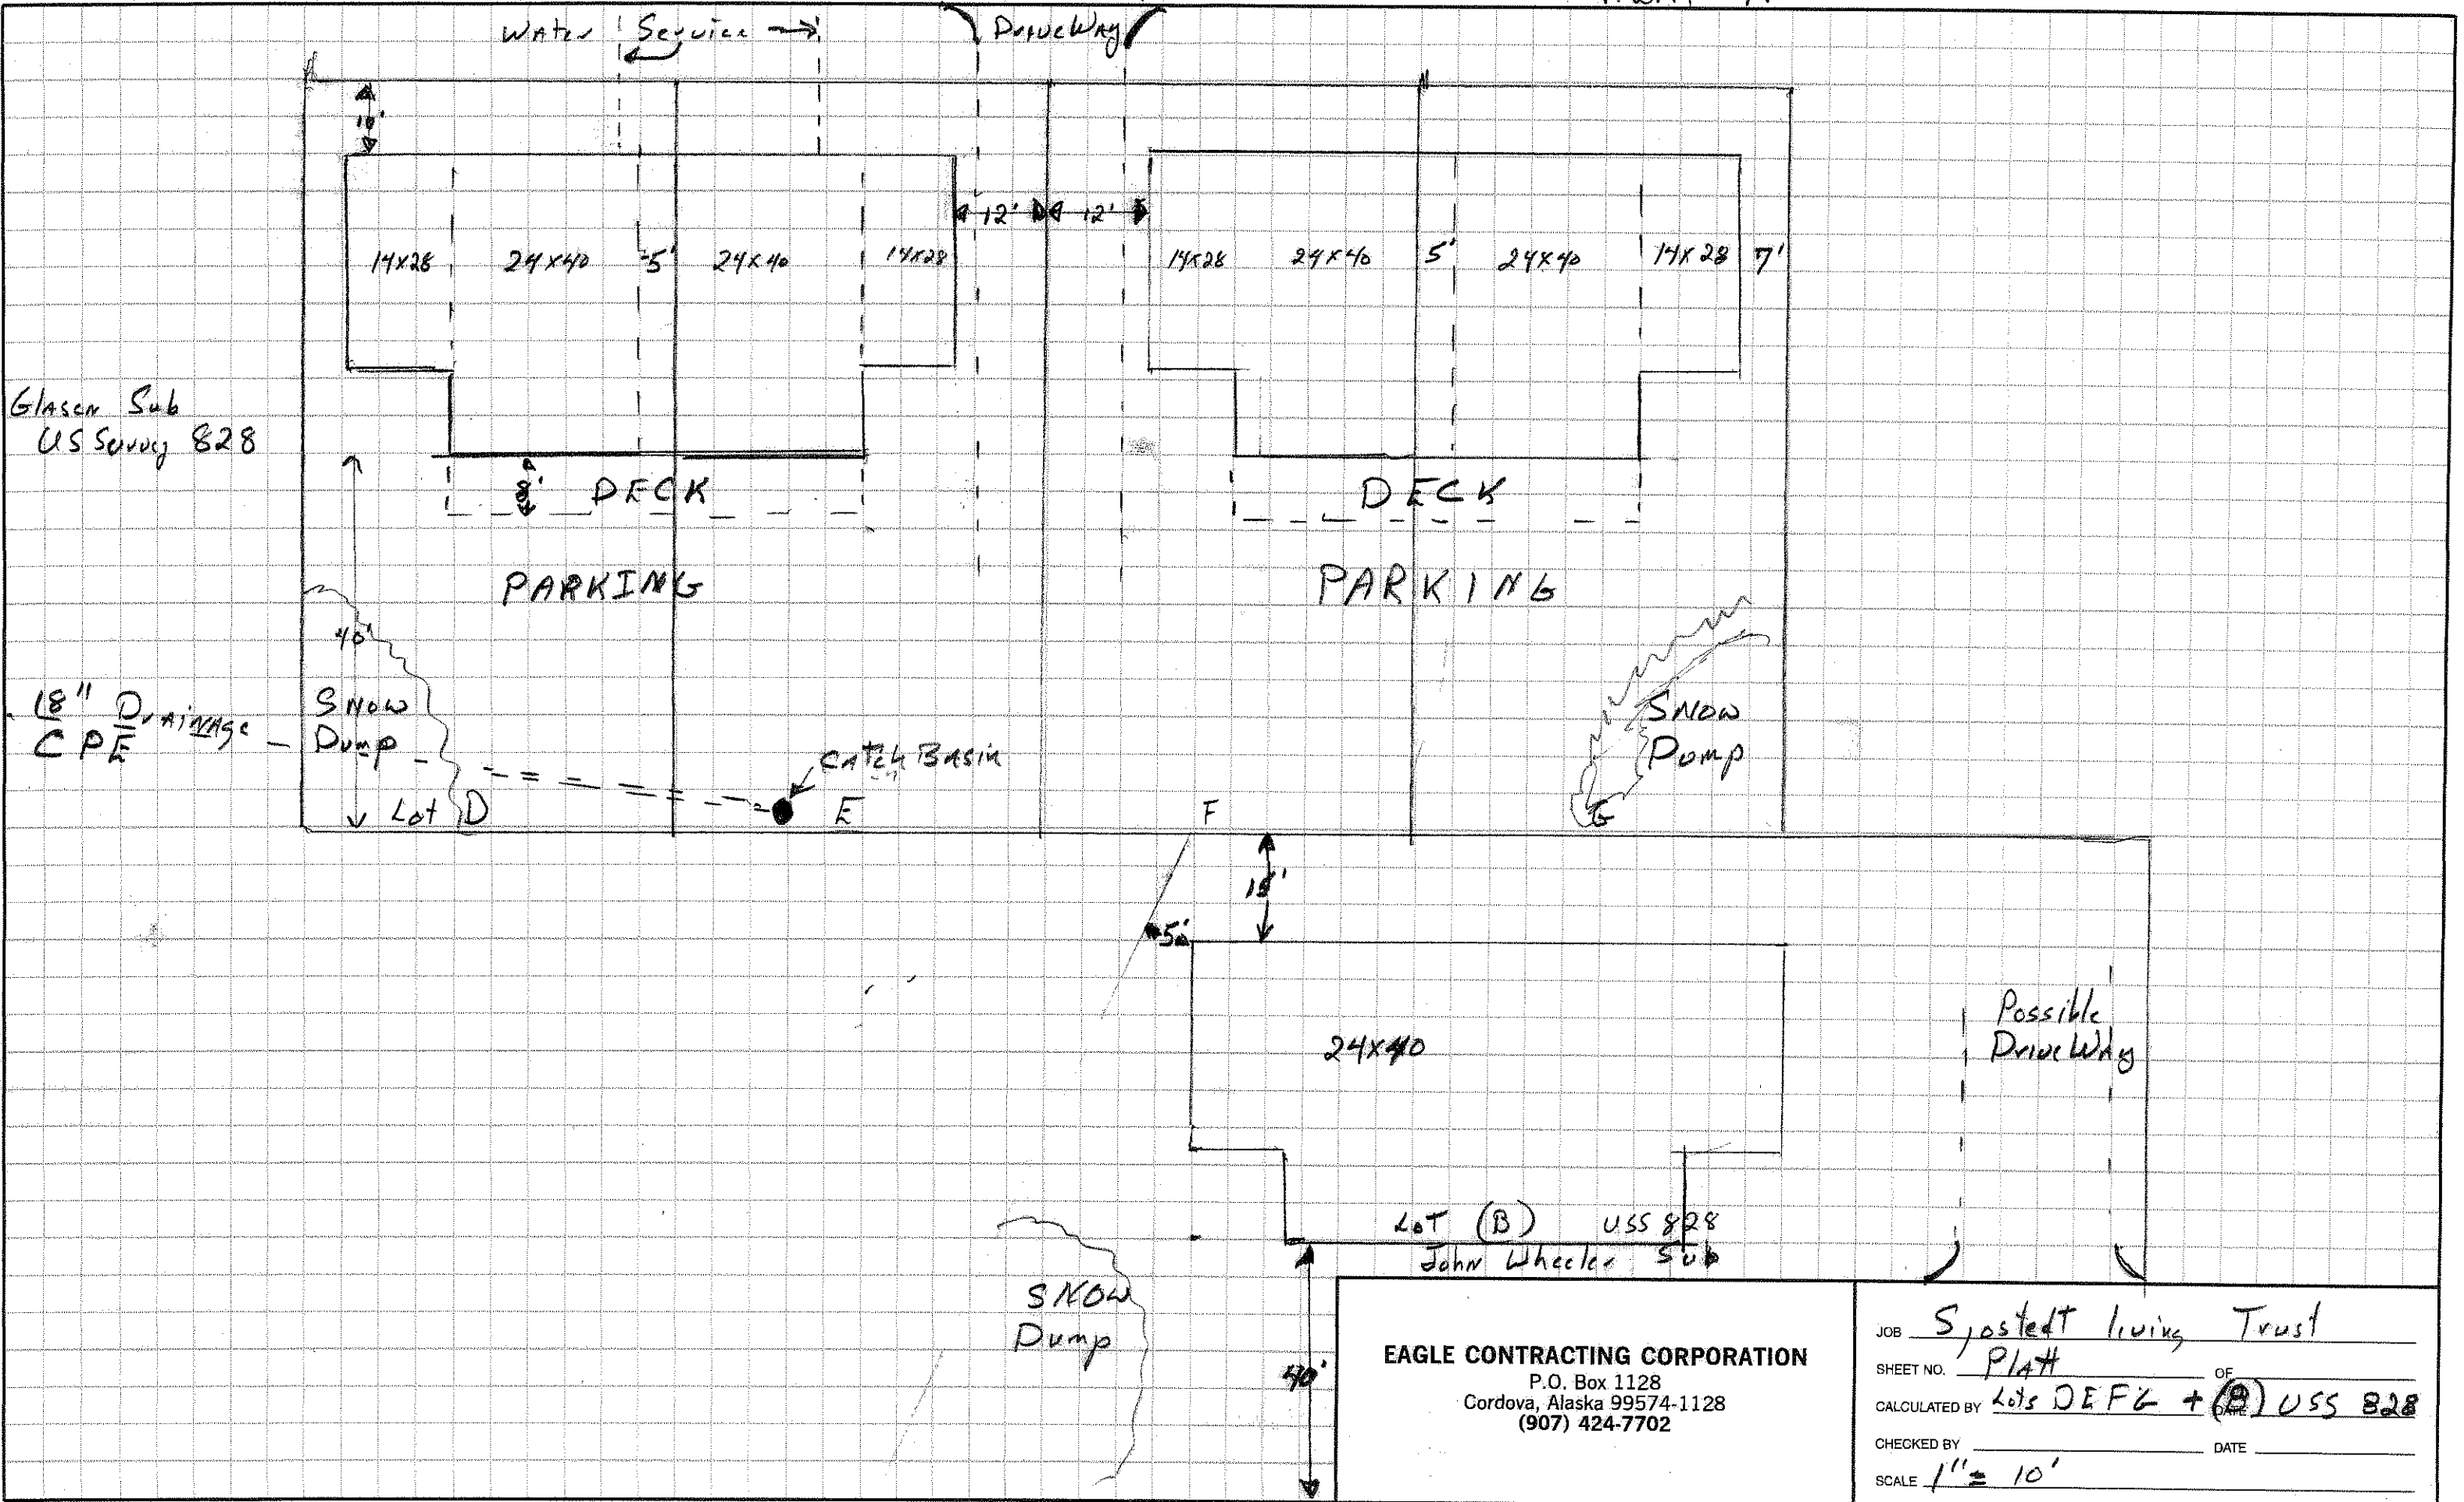 Water Service
DriveWay
10'
12' 12'
14x28 24x40 5' 24x40 14x28
14x28 24x40 5' 24x40 14x28 7'
Glasen Sub
US Survey 828
8' DECK
DECK
PARKING
PARKING
40'
18" Drainage
CPE
Snow
Dump
Snow
Dump
Catch Basin
Lot D
E
F
G
15'
5'
24x40
Possible
DriveWay
Lot (B) USS 828
John Wheeler Sub
SNOW
Dump
40'
EAGLE CONTRACTING CORPORATION
P.O. Box 1128
Cordova, Alaska 99574-1128
(907) 424-7702
JOB Sjostedt living Trust
SHEET NO. Platt OF
CALCULATED BY Lots DEFG + (B) USS 828
CHECKED BY DATE
SCALE 1" = 10'